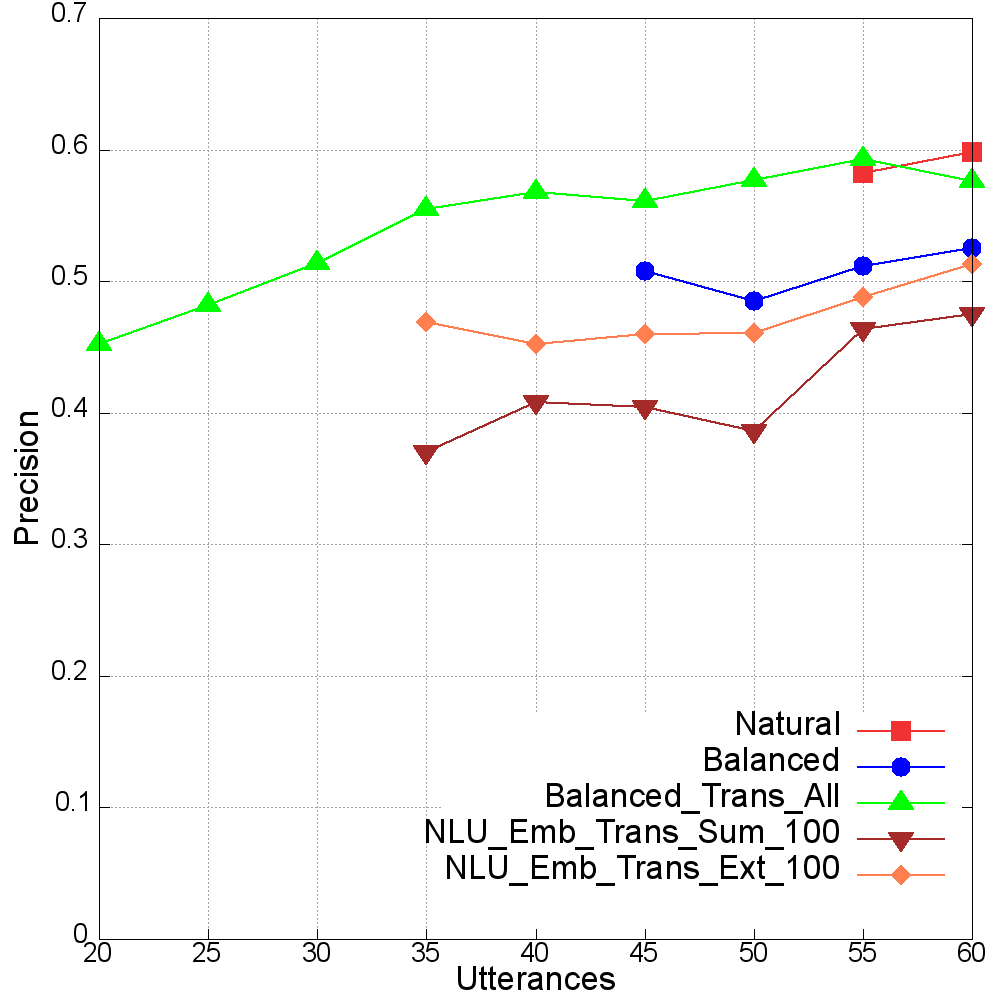 0.7
0.6
0.5
0.4
0.3
0.2
0.1
0
Precision
Natural
Balanced
Balanced_Trans_All
NLU_Emb_Trans_Sum_100
NLU_Emb_Trans_Ext_100
20 25 30 35 40 45 50 55 60
Utterances